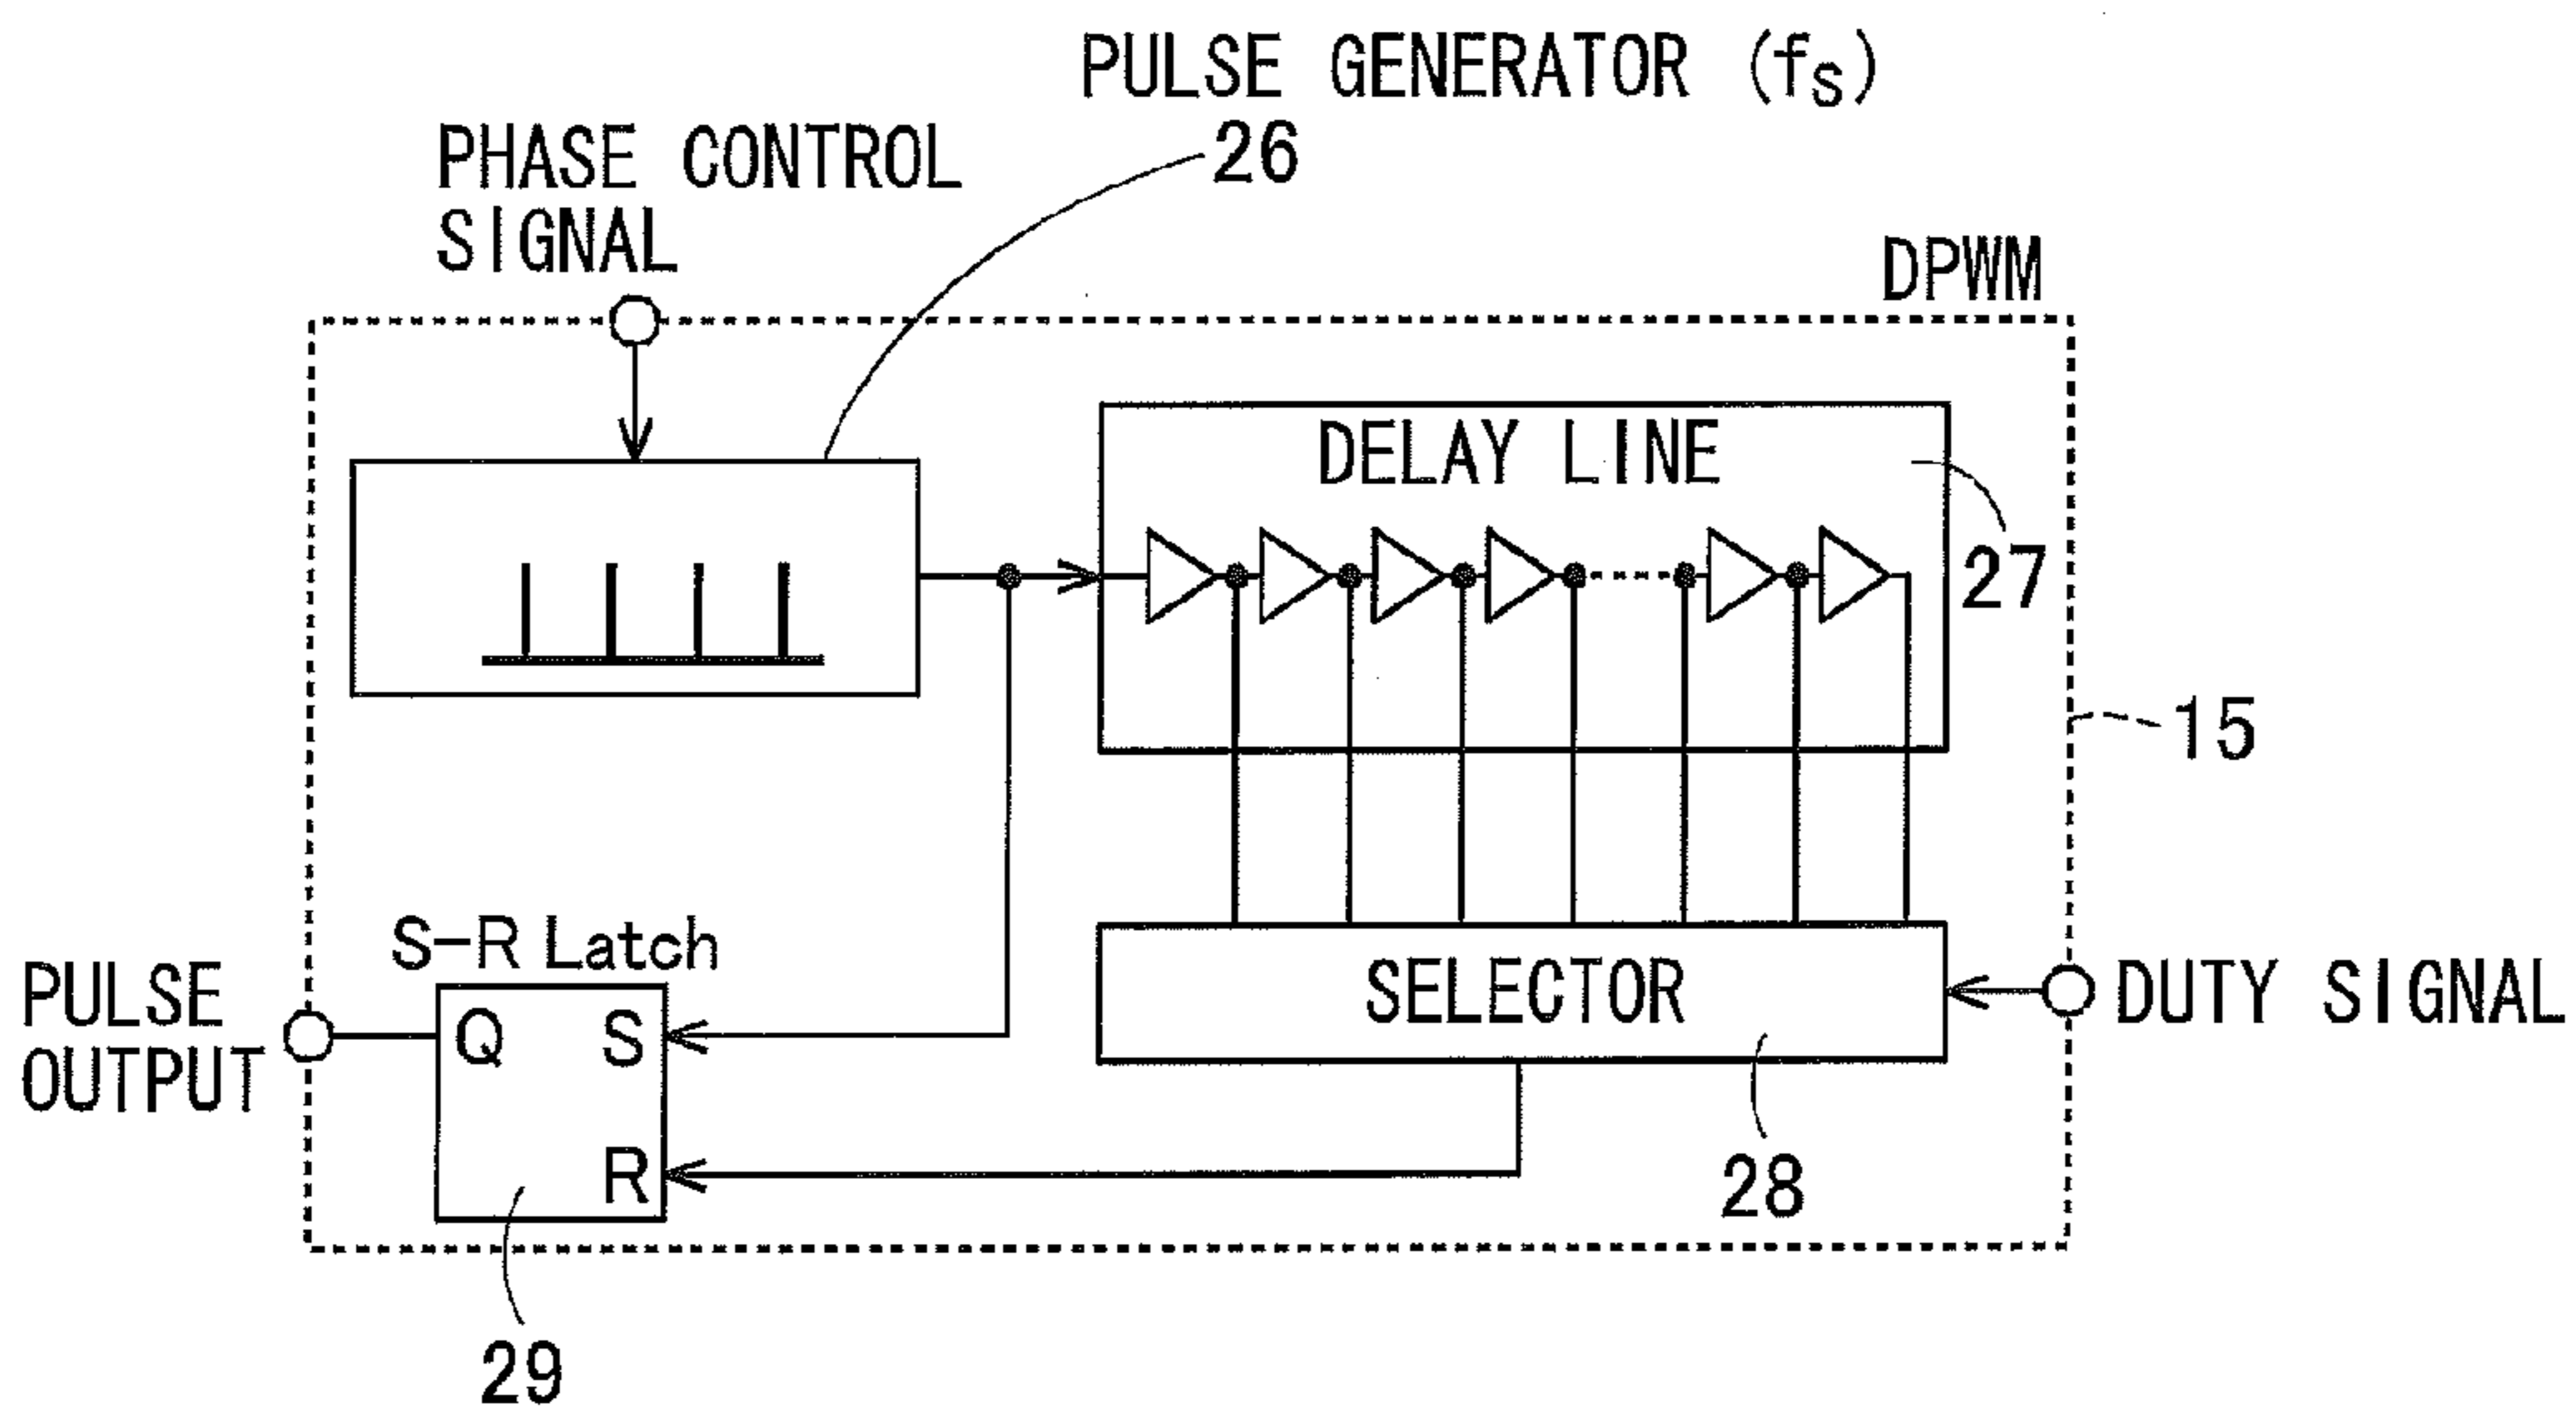 PULSE GENERATOR (fS)
26
PHASE CONTROL
SIGNAL
DPWM
DELAY LINE
27
15
S-R Latch
PULSE
OUTPUT
Q
S
R
SELECTOR
DUTY SIGNAL
28
29